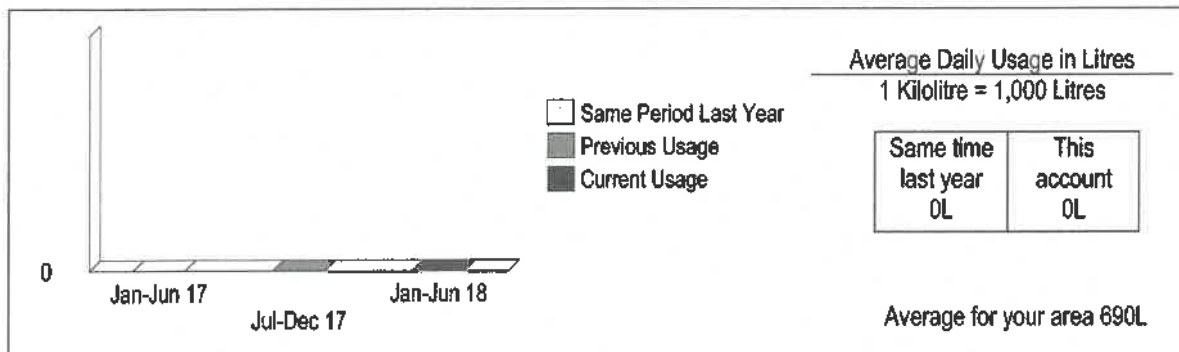 0
Jan-Jun 17
Jul-Dec 17
Jan-Jun 18
Same Period Last Year
Previous Usage
Current Usage
Average Daily Usage in Litres
1 Kilolitre = 1,000 Litres
Same time
last year
0L
This
account
0L
Average for your area 690L